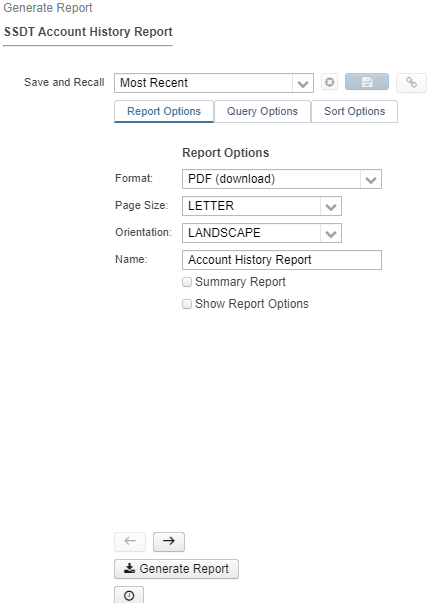 Generate Report
SSDT Account History Report
Save and Recall Most Recent
Report Options Query Options Sort Options
Report Options
Format: PDF (download)
Page Size: LETTER
Orientation: LANDSCAPE
Name: Account History Report
Summary Report
Show Report Options
Generate Report